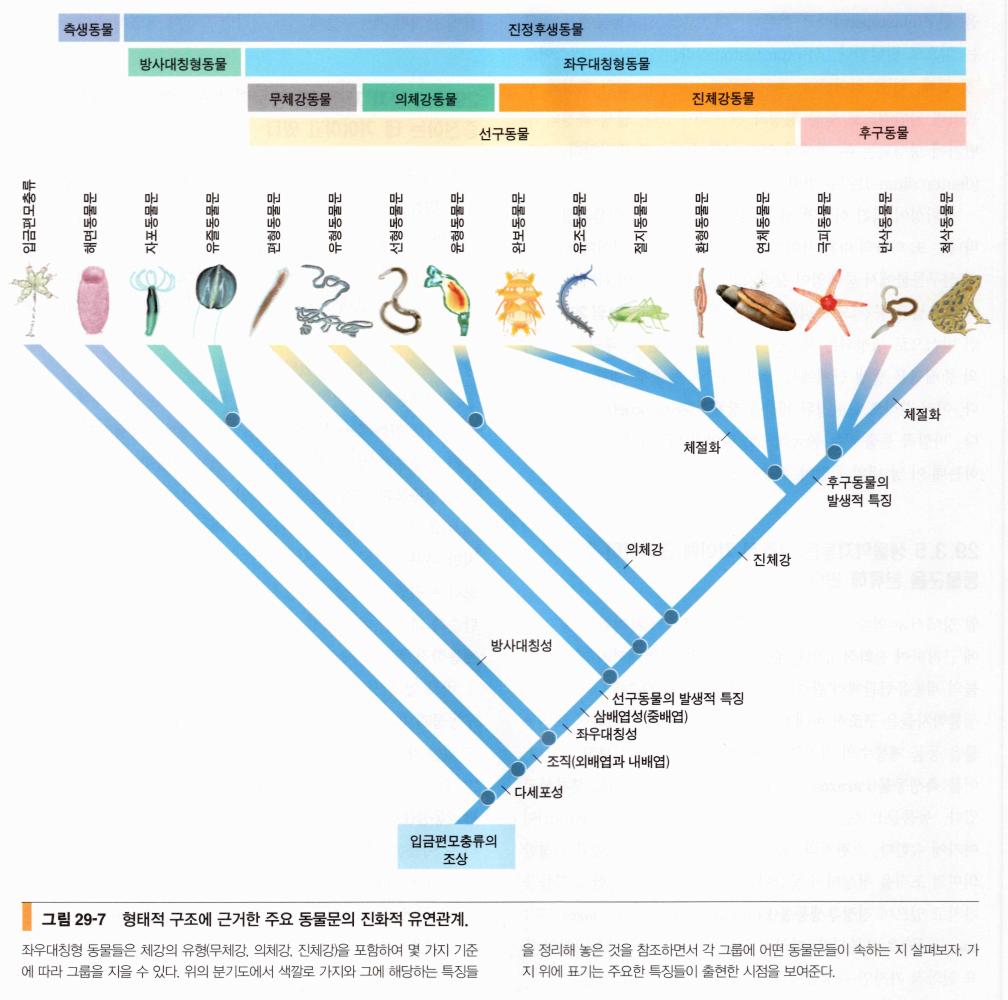 측생동물
진정후생동물
방사대칭형동물
좌우대칭형동물
무체강동물
의체강동물
진체강동물
선구동물
후구동물
입금편모충류
해면동물문
자포동물문
유즐동물문
편형동물문
유형동물문
선형동물문
윤형동물문
완보동물문
유조동물문
절지동물문
환형동물문
연체동물문
극피동물문
반삭동물문
척삭동물문
체절화
체절화
후구동물의
발생적 특징
의체강
진체강
방사대칭성
선구동물의 발생적 특징
삼배엽성(중배엽)
좌우대칭성
조직(외배엽과 내배엽)
다세포성
입금편모충류의
조상
그림 29-7 형태적 구조에 근거한 주요 동물문의 진화적 유연관계.
좌우대칭형 동물들은 체강의 유형(무체강, 의체강, 진체강)을 포함하여 몇 가지 기준
에 따라 그룹을 지을 수 있다. 위의 분기도에서 색깔로 가지와 그에 해당하는 특징들
을 정리해 놓은 것을 참조하면서 각 그룹에 어떤 동물문들이 속하는 지 살펴보자. 가
지 위에 표기는 주요한 특징들이 출현한 시점을 보여준다.